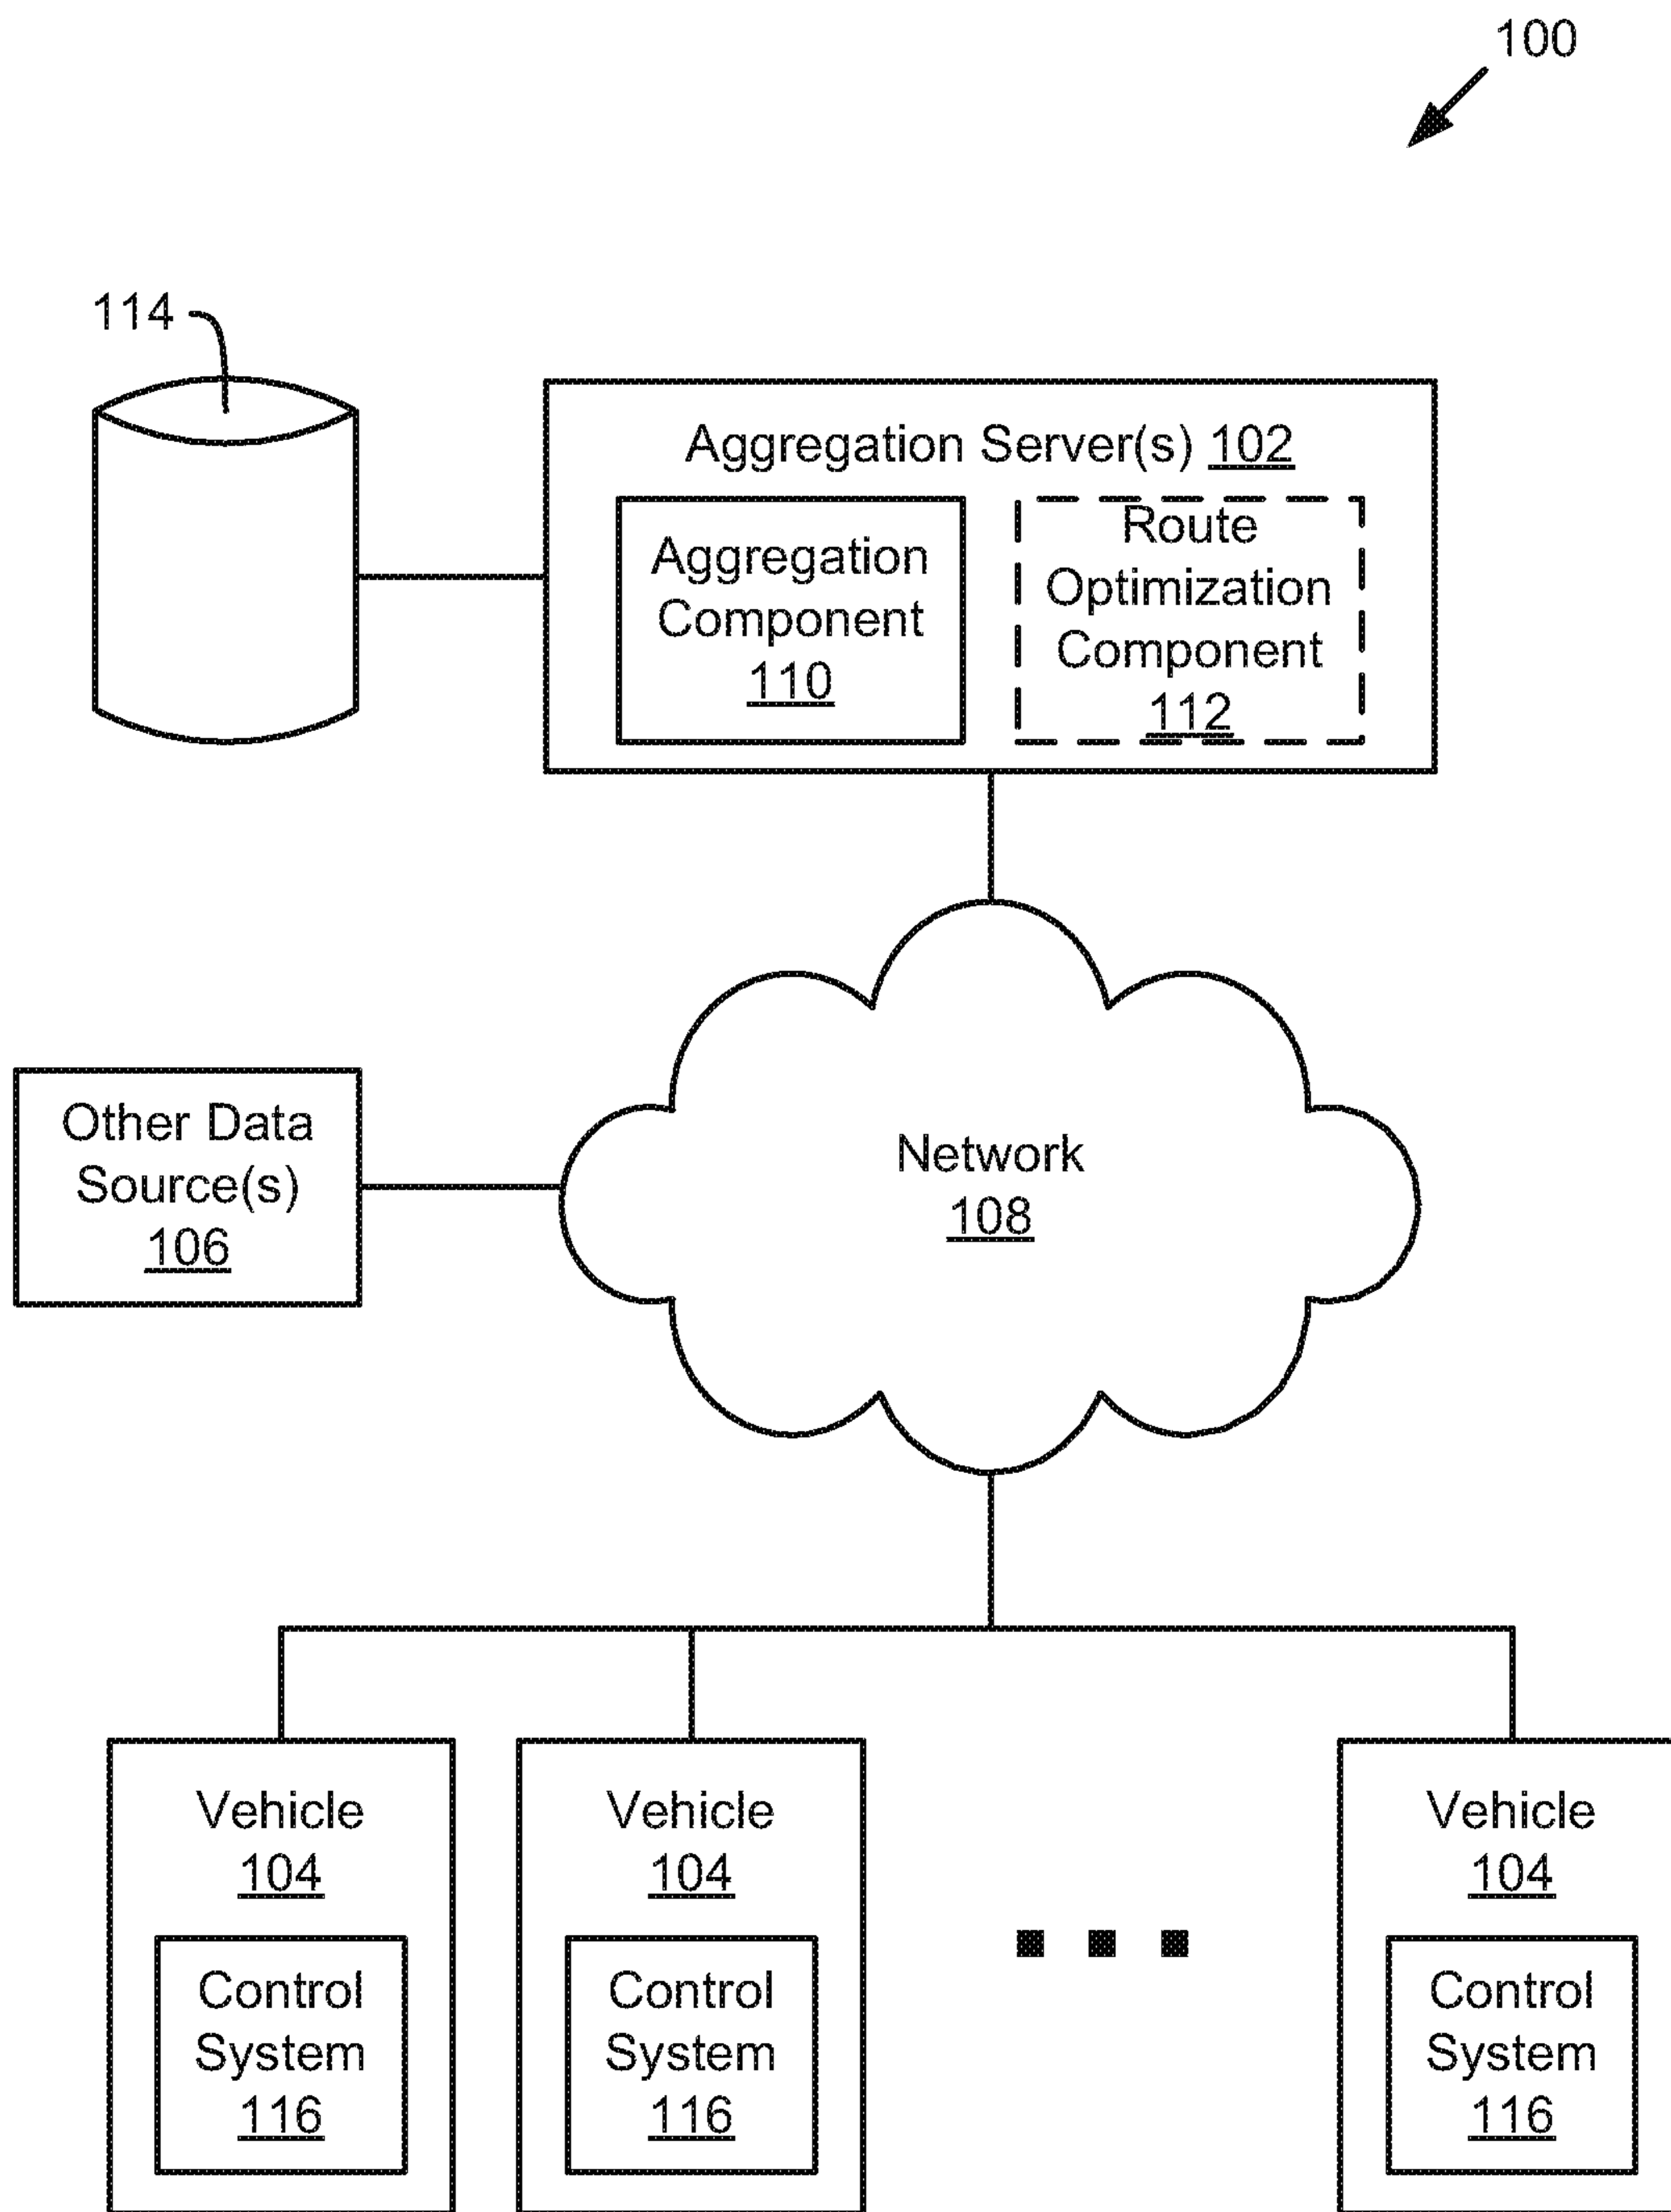 100
114
Aggregation Server(s) 102
Aggregation
Component
110
Route
Optimization
Component
112
Other Data
Source(s)
106
Network
108
Vehicle
104
Control
System
116
Vehicle
104
Control
System
116
Vehicle
104
Control
System
116